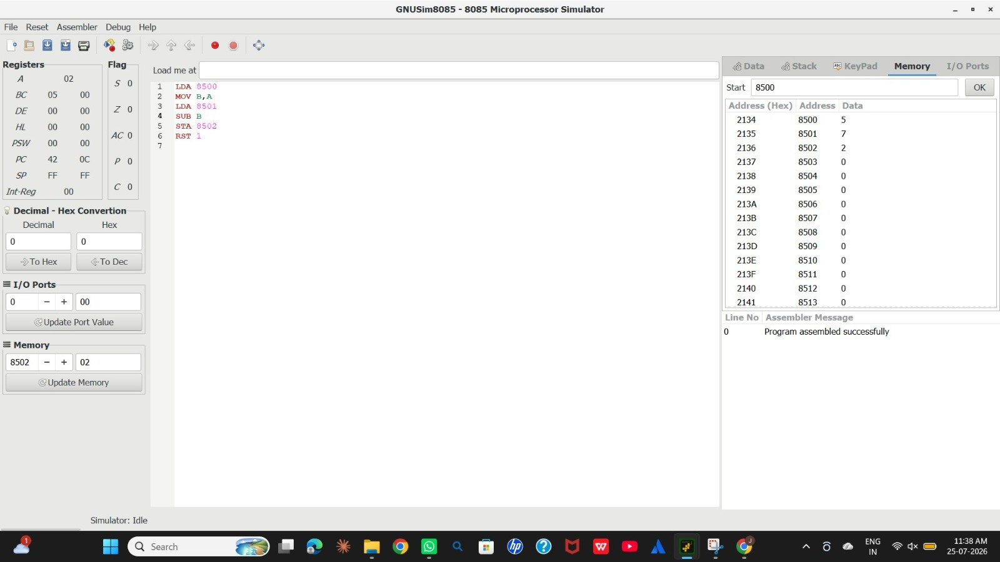 GNUSim8085 - 8085 Microprocessor Simulator
File Reset Assembler Debug Help
Registers
A 02
BC 05 00
DE 00 00
HL 00 00
PSW 00 00
PC 42 0C
SP FF FF
Int-Reg 00
Flag
S 0
Z 0
AC 0
P 0
C 0
Decimal - Hex Convertion
Decimal Hex
0 0
To Hex To Dec
I/O Ports
0 - + 00
Update Port Value
Memory
8502 - + 02
Update Memory
Load me at
1 LDA 8500
2 MOV B,A
3 LDA 8501
4 SUB B
5 STA 8502
6 RST 1
7
Data Stack KeyPad Memory I/O Ports
Start 8500 OK
Address (Hex) Address Data
2134 8500 5
2135 8501 7
2136 8502 2
2137 8503 0
2138 8504 0
2139 8505 0
213A 8506 0
213B 8507 0
213C 8508 0
213D 8509 0
213E 8510 0
213F 8511 0
2140 8512 0
2141 8513 0
Line No Assembler Message
0 Program assembled successfully
Simulator: Idle
1
Search
hp
W
J
ENG
IN
11:38 AM
25-07-2026